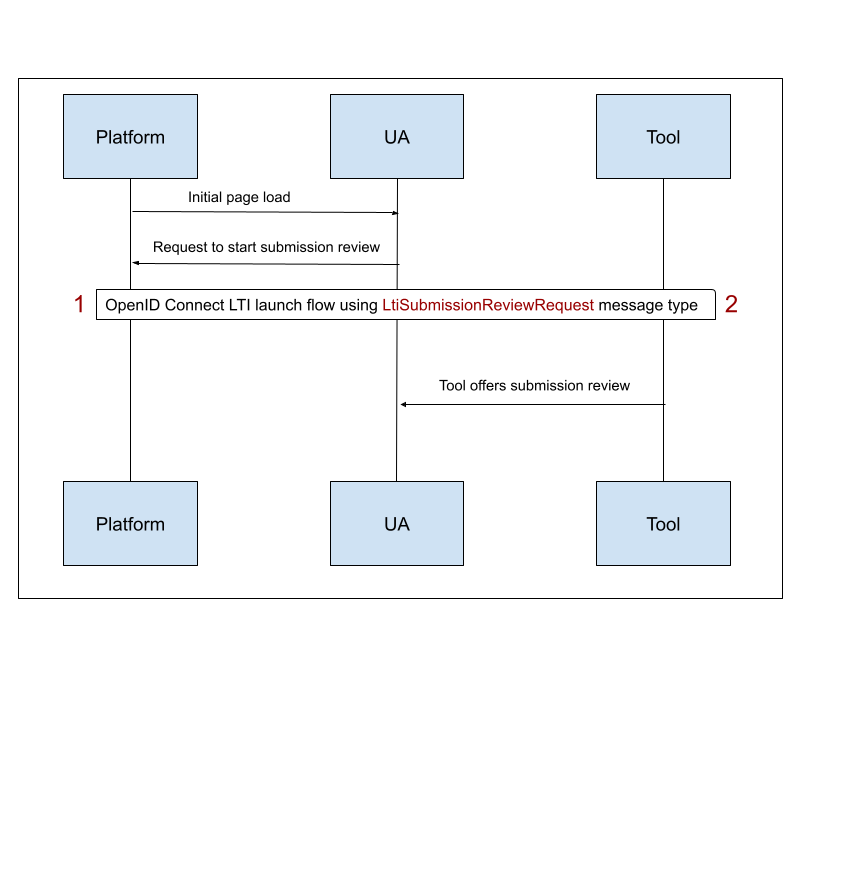 Platform
UA
Tool
Initial page load
Request to start submission review
1
OpenID Connect LTI launch flow using LtiSubmissionReviewRequest message type
2
Tool offers submission review
Platform
UA
Tool